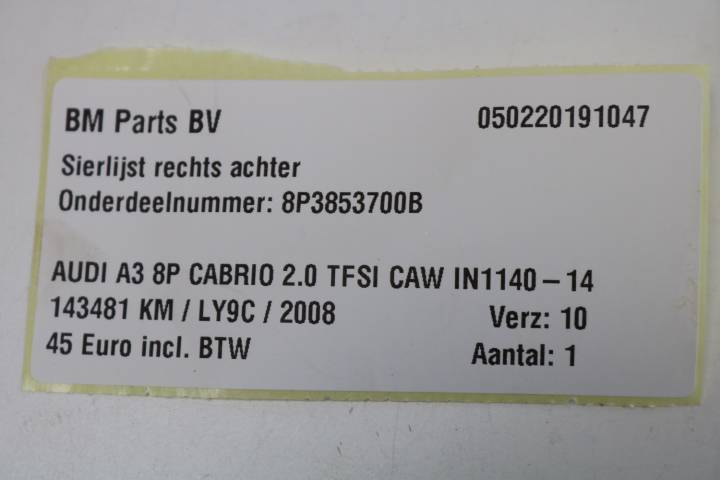 BM Parts BV 050220191047
Sierlijst rechts achter
Onderdeelnummer: 8P3853700B
AUDI A3 8P CABRIO 2.0 TFSI CAW IN1140 – 14
143481 KM / LY9C / 2008 Verz: 10
45 Euro incl. BTW Aantal: 1